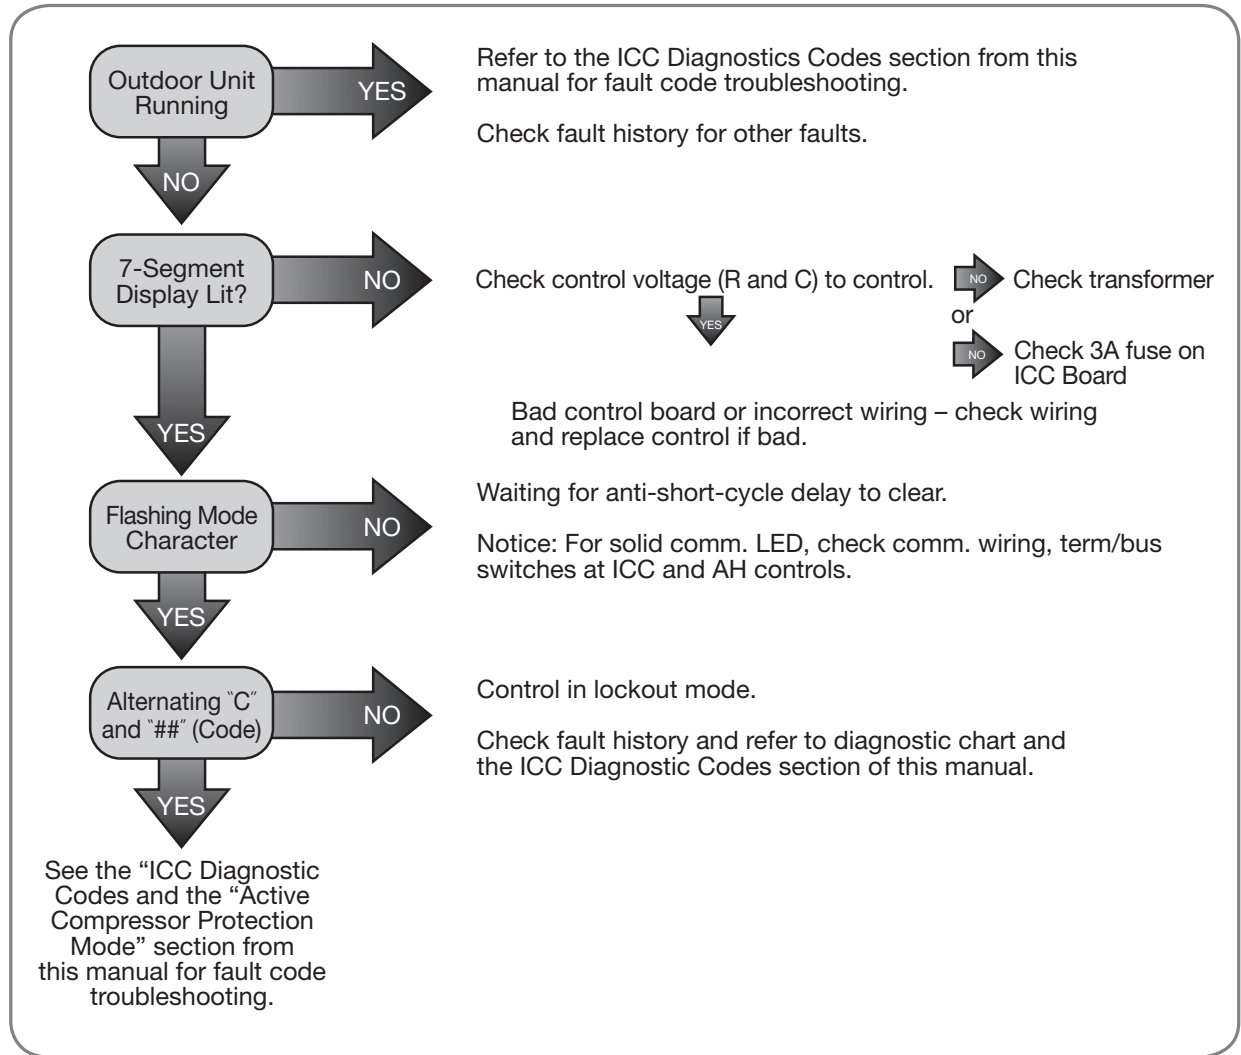 Outdoor Unit
Running
YES
Refer to the ICC Diagnostics Codes section from this
manual for fault code troubleshooting.
Check fault history for other faults.
NO
7-Segment
Display Lit?
NO
Check control voltage (R and C) to control.
NO
Check transformer
or
YES
NO
Check 3A fuse on
ICC Board
Bad control board or incorrect wiring – check wiring
and replace control if bad.
YES
Flashing Mode
Character
NO
Waiting for anti-short-cycle delay to clear.
Notice: For solid comm. LED, check comm. wiring, term/bus
switches at ICC and AH controls.
YES
Alternating "C"
and "##" (Code)
NO
Control in lockout mode.
Check fault history and refer to diagnostic chart and
the ICC Diagnostic Codes section of this manual.
YES
See the “ICC Diagnostic
Codes and the “Active
Compressor Protection
Mode” section from
this manual for fault code
troubleshooting.